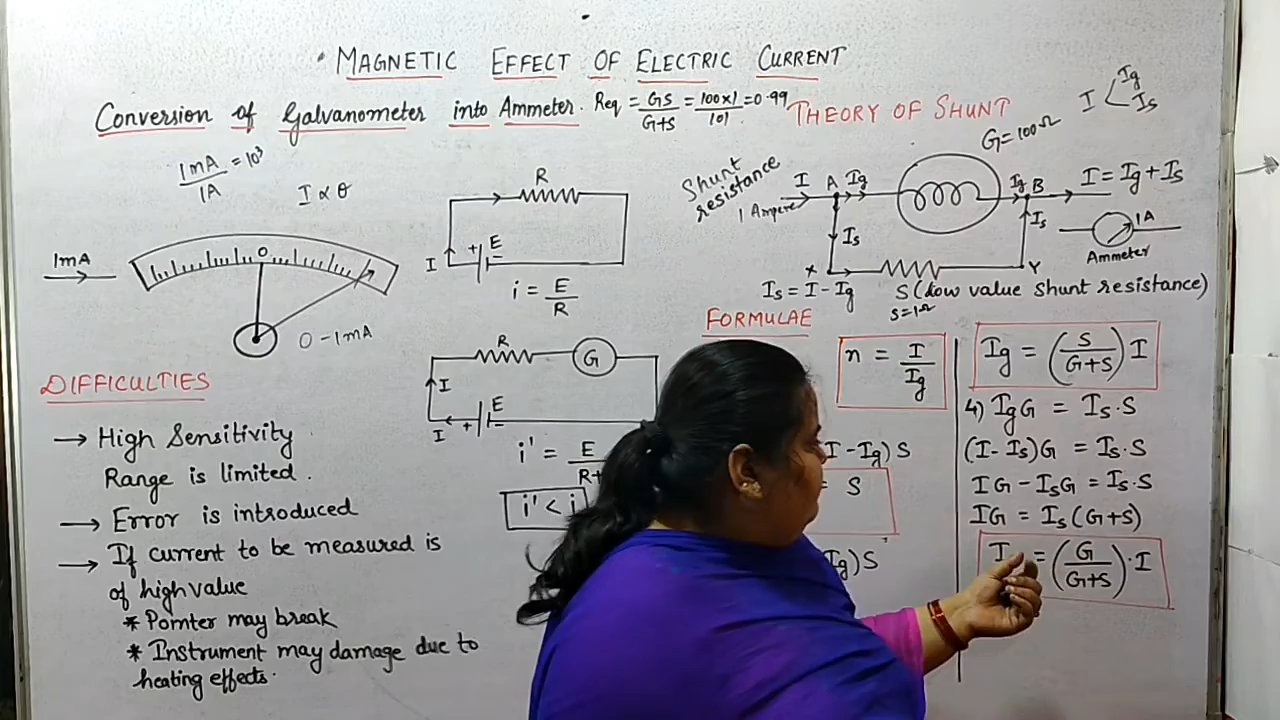 MAGNETIC EFFECT OF ELECTRIC CURRENT
Conversion of Galvanometer into Ammeter. Req = GS/G+S = 100×1/101 = 0.99
THEORY OF SHUNT
I < Ig
Is
1mA/1A = 10³
I ∝ θ
1mA
0
0-1mA
R
I
+ E -
i = E/R
R
G
I
I
+ E -
i' = E/R+
i' < i
DIFFICULTIES
→ High Sensitivity
Range is limited.
→ Error is introduced
→ If current to be measured is
of high value
* Pomter may break
* Instrument may damage due to
heating effects.
Shunt
resistance
G=100Ω
I A Ig
Ig B
I = Ig + Is
1 Ampere
Is
Is
1A
Ammeter
X
Y
Is = I - Ig
S (Low value shunt resistance)
S=1Ω
FORMULAE
n = I/Ig
I-Ig) S
= S
Ig) S
Ig = (S/G+S) I
4) IgG = Is.S
(I-Is)G = Is.S
IG - IsG = Is.S
IG = Is(G+S)
I = (G/G+S).I